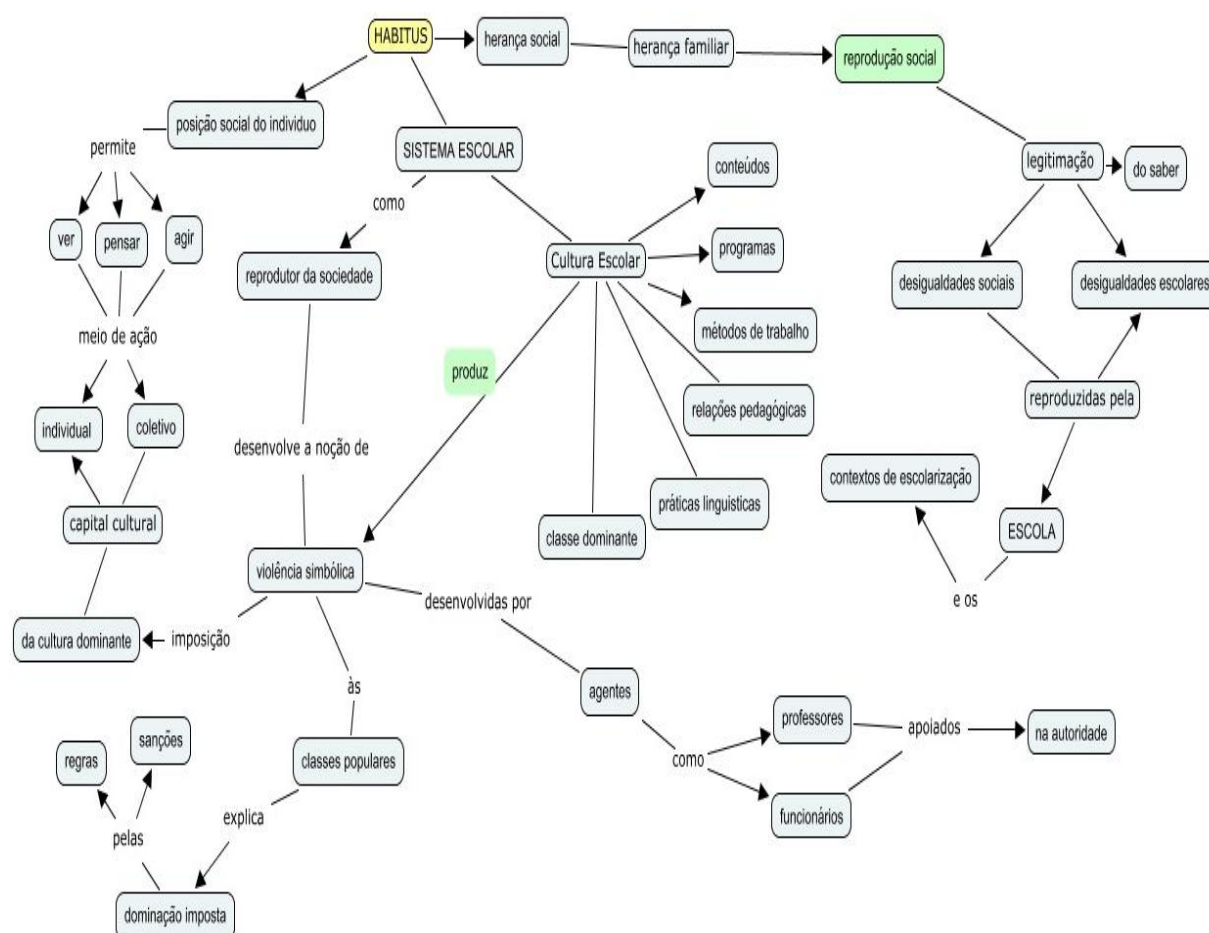 HABITUS
herança social
herança familiar
reprodução social
posição social do individuo
SISTEMA ESCOLAR
legitimação
do saber
permite
conteúdos
como
ver
pensar
agir
Cultura Escolar
programas
reprodutor da sociedade
desigualdades sociais
desigualdades escolares
meio de ação
métodos de trabalho
produz
reproduzidas pela
relações pedagógicas
individual
coletivo
desenvolve a noção de
contextos de escolarização
práticas linguisticas
capital cultural
classe dominante
ESCOLA
violência simbólica
desenvolvidas por
e os
da cultura dominante
imposição
às
agentes
professores
apoiados
na autoridade
sanções
regras
classes populares
como
explica
funcionários
pelas
dominação imposta